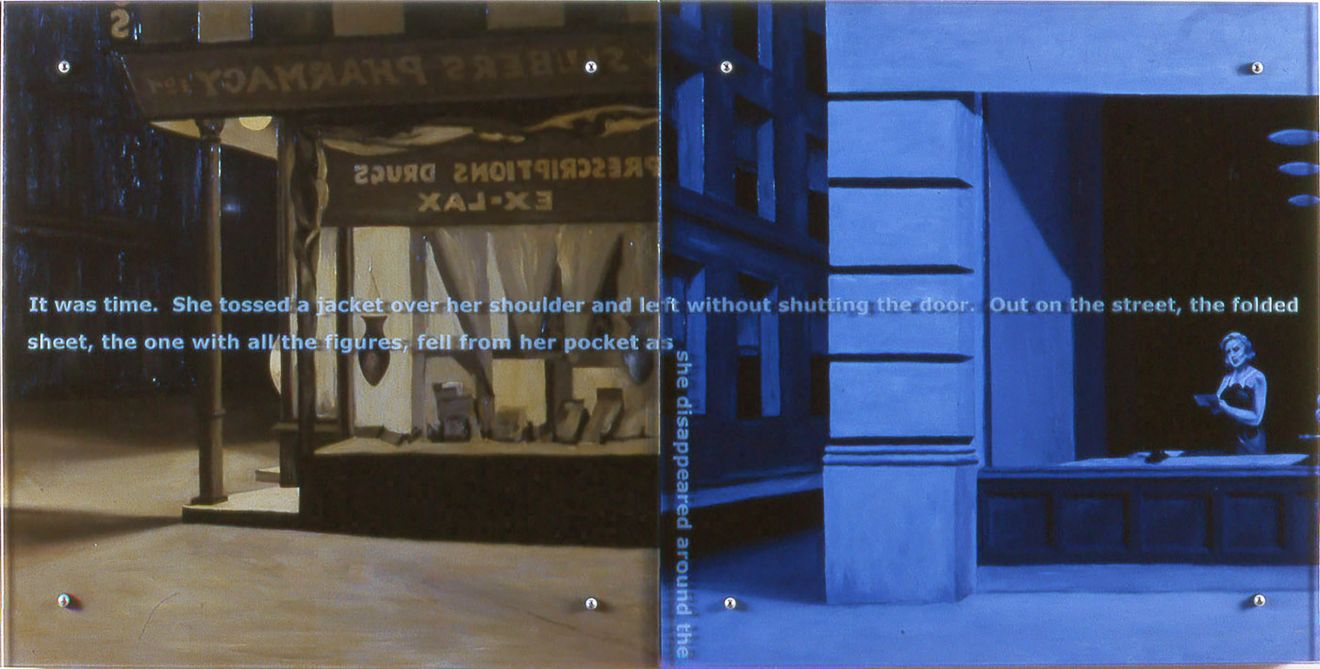 S
SILBERS PHARMACY 184
PRESCRIPTIONS DRUGS
EX-LAX
It was time. She tossed a jacket over her shoulder and left without shutting the door. Out on the street, the folded
sheet, the one with all the figures, fell from her pocket as
she disappeared around the